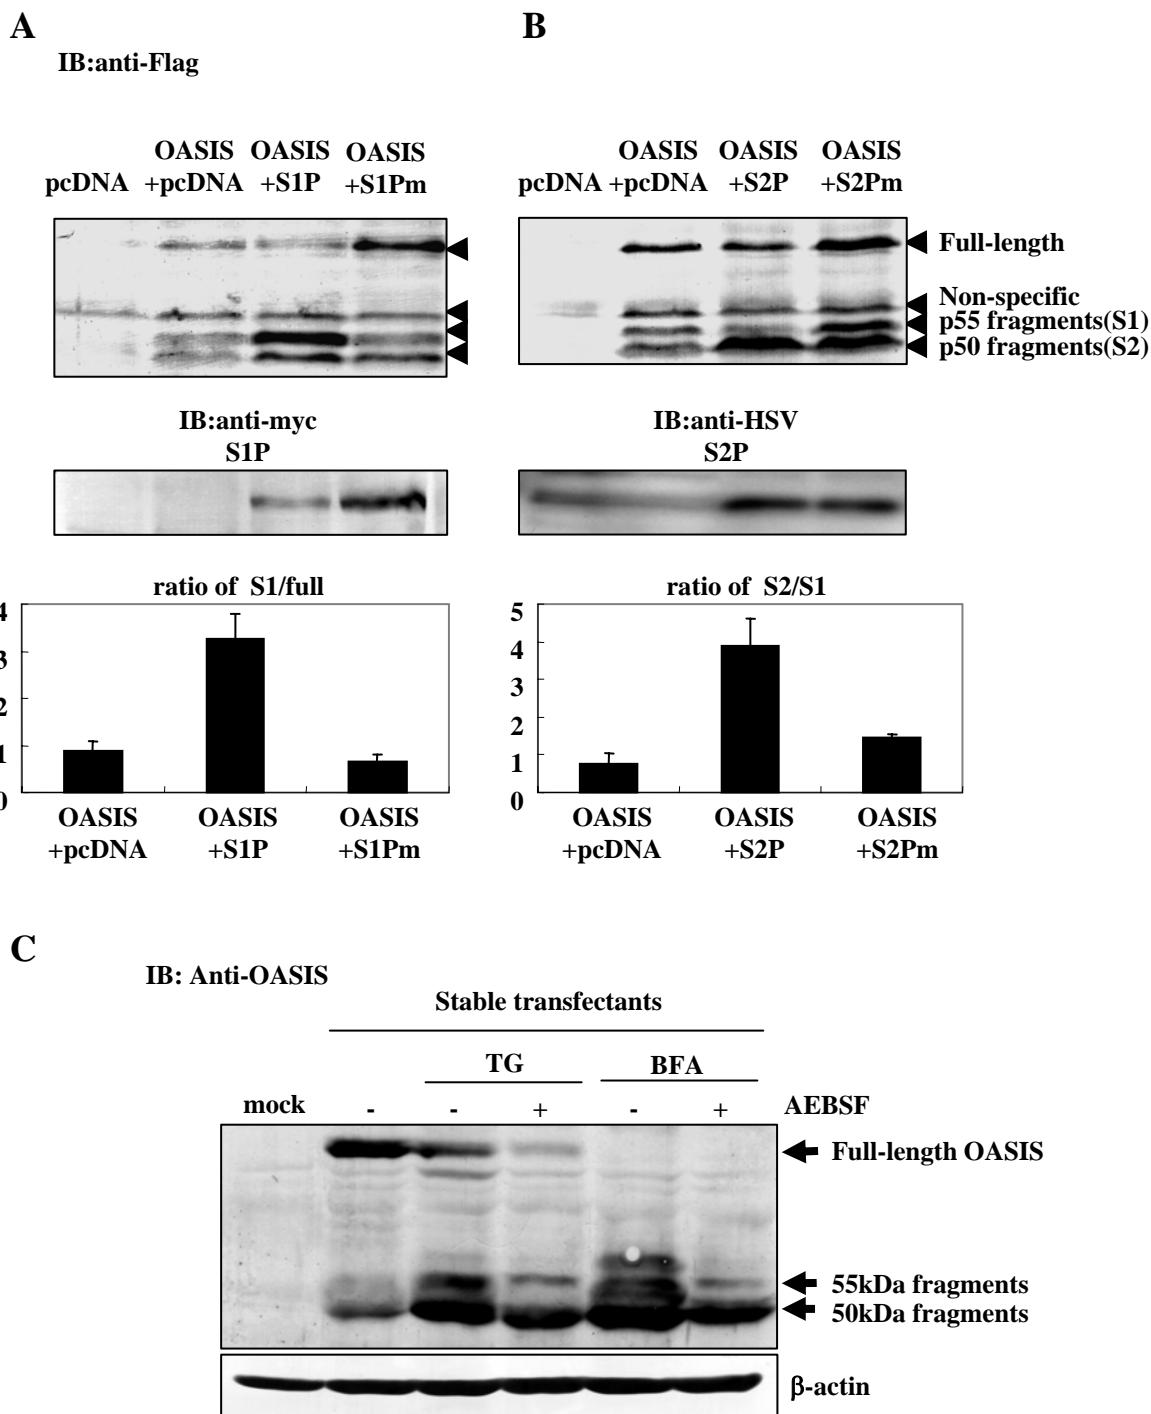 A
B
IB:anti-Flag
OASIS OASIS OASIS
pcDNA +pcDNA +S1P +S1Pm
OASIS OASIS OASIS
pcDNA +pcDNA +S2P +S2Pm
Full-length
Non-specific
p55 fragments(S1)
p50 fragments(S2)
IB:anti-myc
S1P
IB:anti-HSV
S2P
ratio of S1/full
4
3
2
1
0
OASIS OASIS OASIS
+pcDNA +S1P +S1Pm
ratio of S2/S1
5
4
3
2
1
0
OASIS OASIS OASIS
+pcDNA +S2P +S2Pm
C
IB: Anti-OASIS
Stable transfectants
TG BFA
mock - - + - + AEBSF
Full-length OASIS
55kDa fragments
50kDa fragments
β-actin